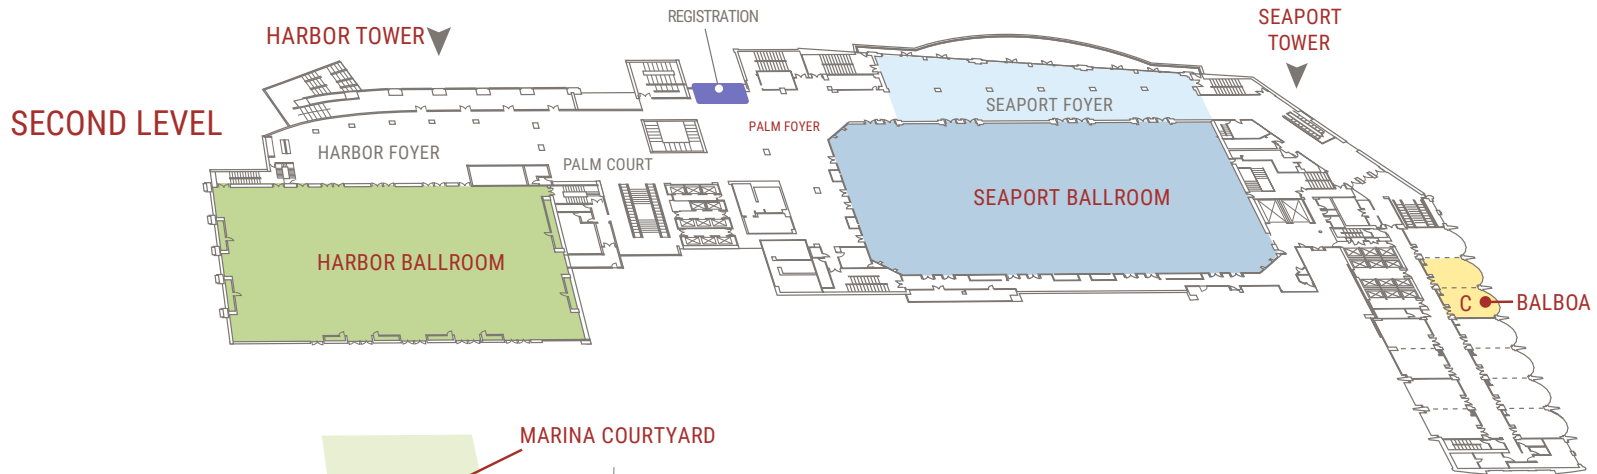 REGISTRATION
HARBOR TOWER
SEAPORT
TOWER
SECOND LEVEL
SEAPORT FOYER
PALM FOYER
HARBOR FOYER
PALM COURT
SEAPORT BALLROOM
HARBOR BALLROOM
C
BALBOA
MARINA COURTYARD